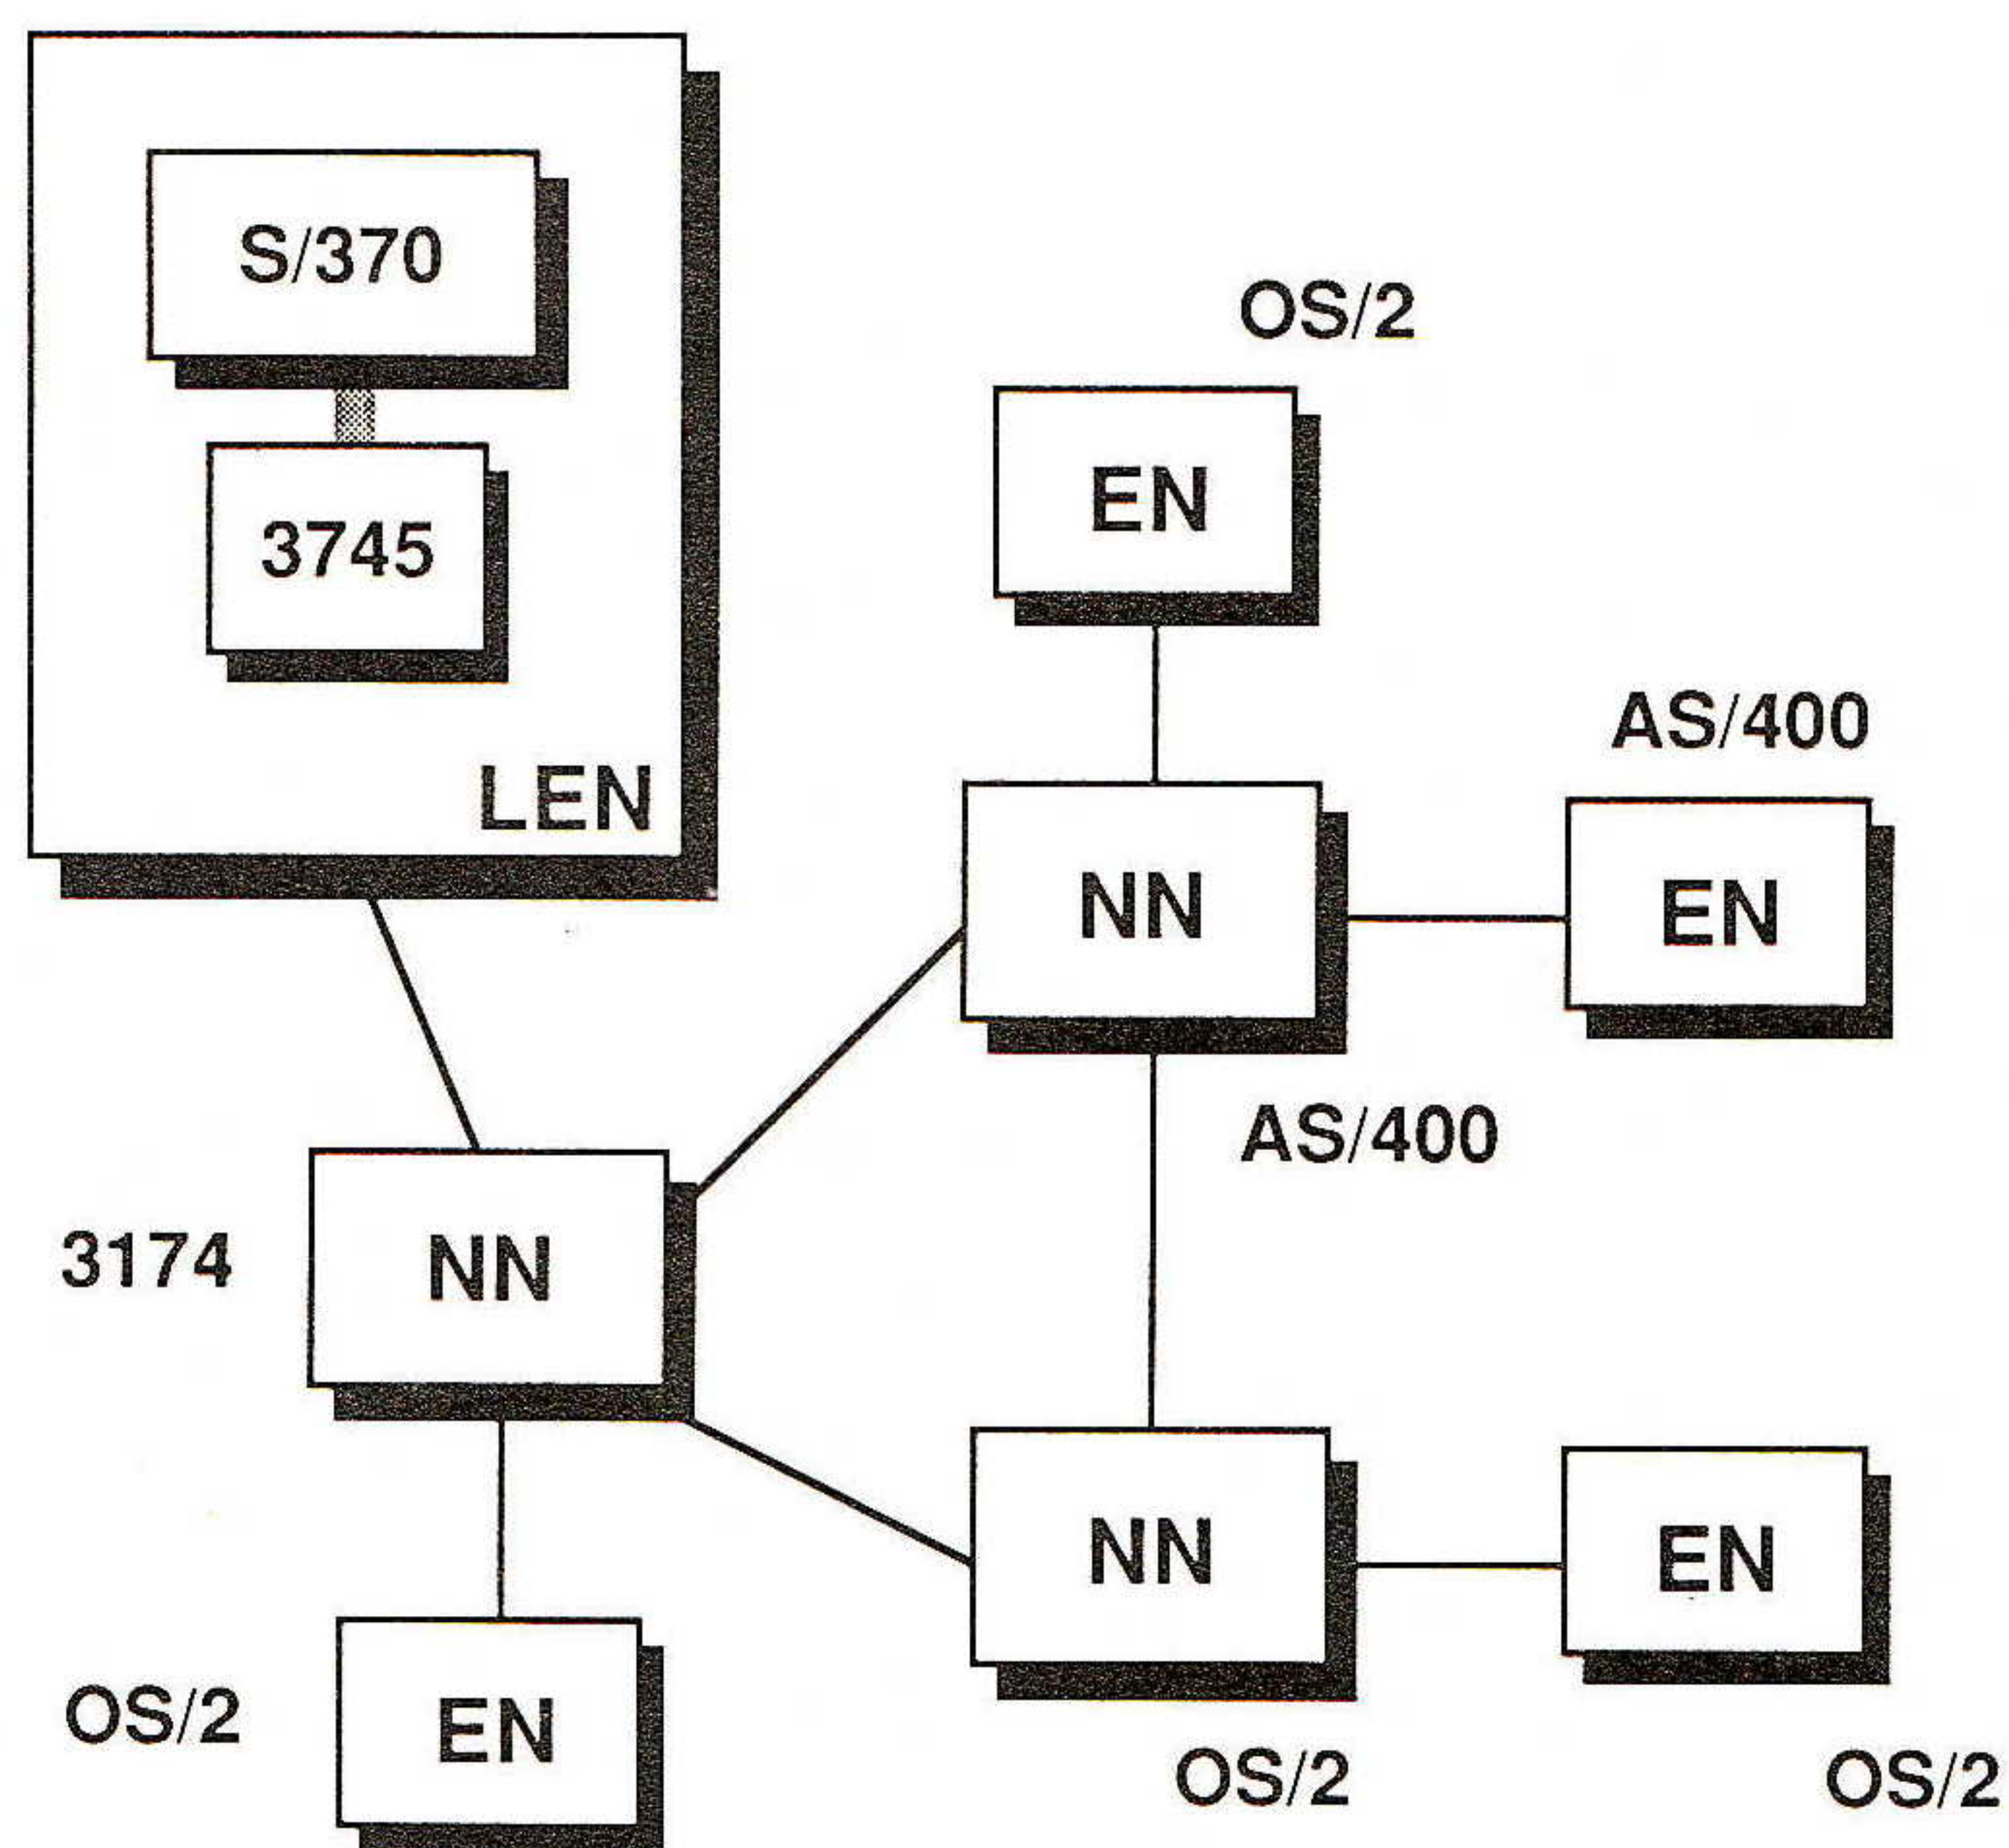 S/370
3745
LEN
OS/2
EN
AS/400
NN
EN
AS/400
3174
NN
NN
EN
OS/2
EN
OS/2
OS/2